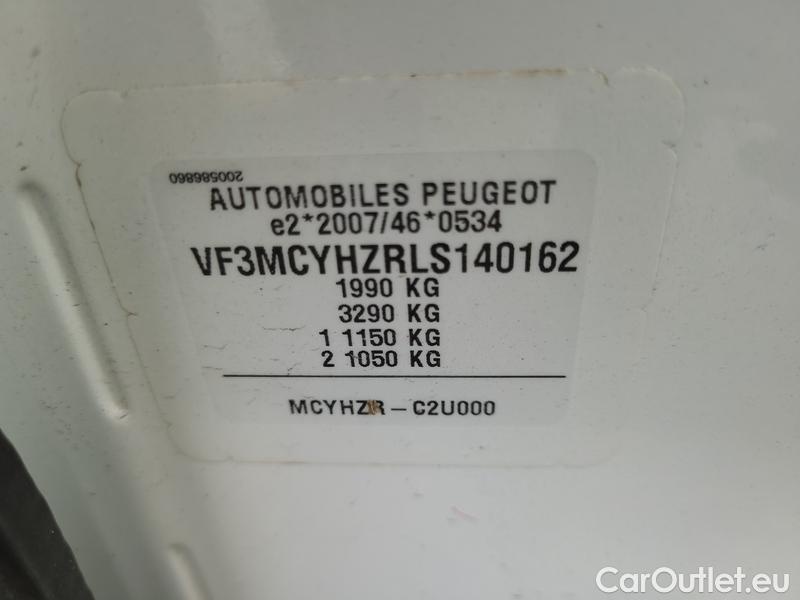 200586860
AUTOMOBILES PEUGEOT
e2*2007/46*0534
VF3MCYHZRLS140162
1990 KG
3290 KG
1 1150 KG
2 1050 KG
MCYHZR - C2U000
CarOutlet.eu